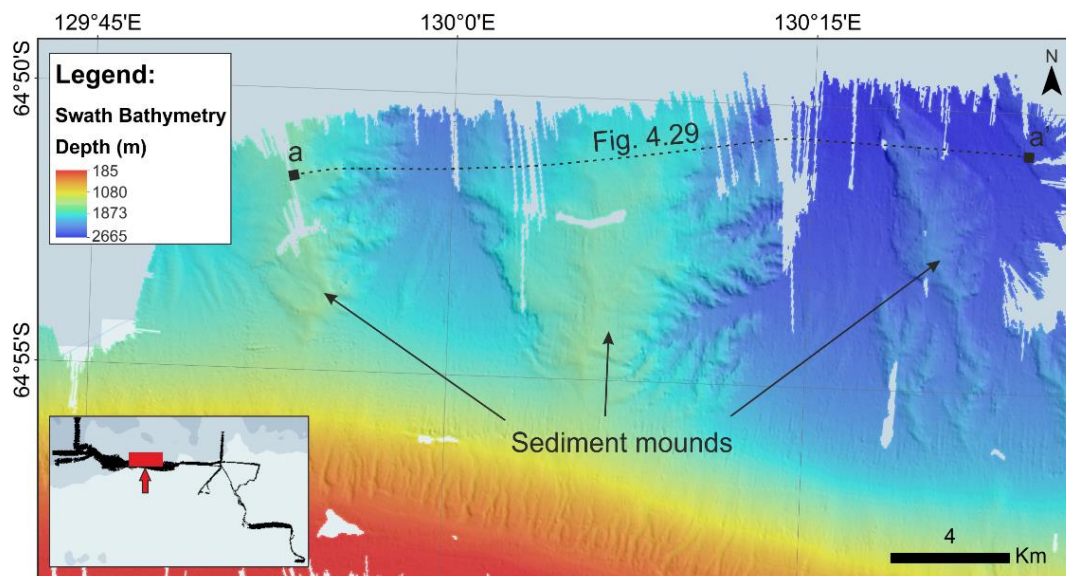 129°45'E 130°0'E 130°15'E
64°50'S
64°55'S
N
Legend:
Swath Bathymetry
Depth (m)
185
1080
1873
2665
a
Fig. 4.29
a'
Sediment mounds
4
Km